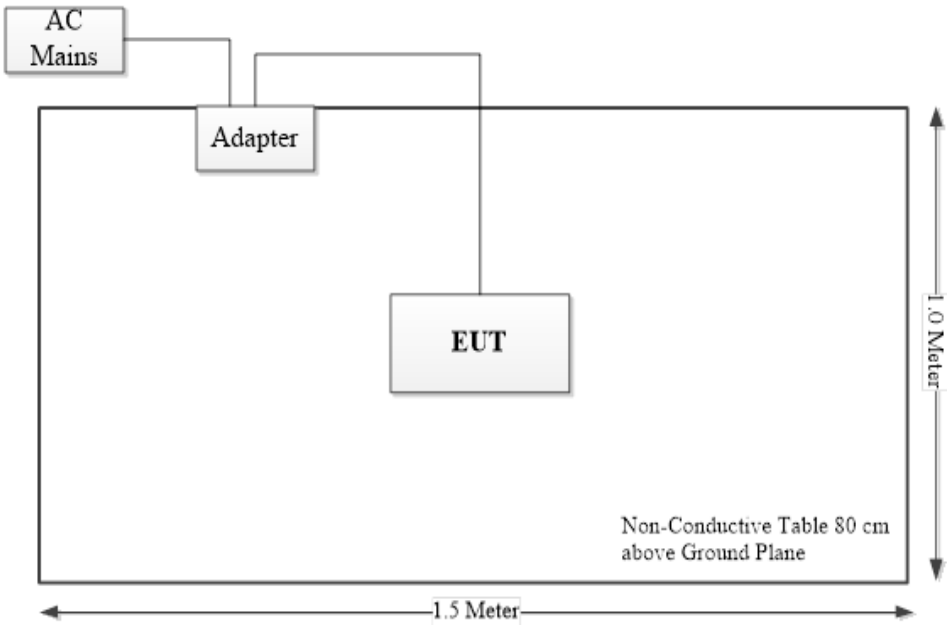 AC
Mains
Adapter
EUT
1.0 Meter
Non-Conductive Table 80 cm
above Ground Plane
1.5 Meter